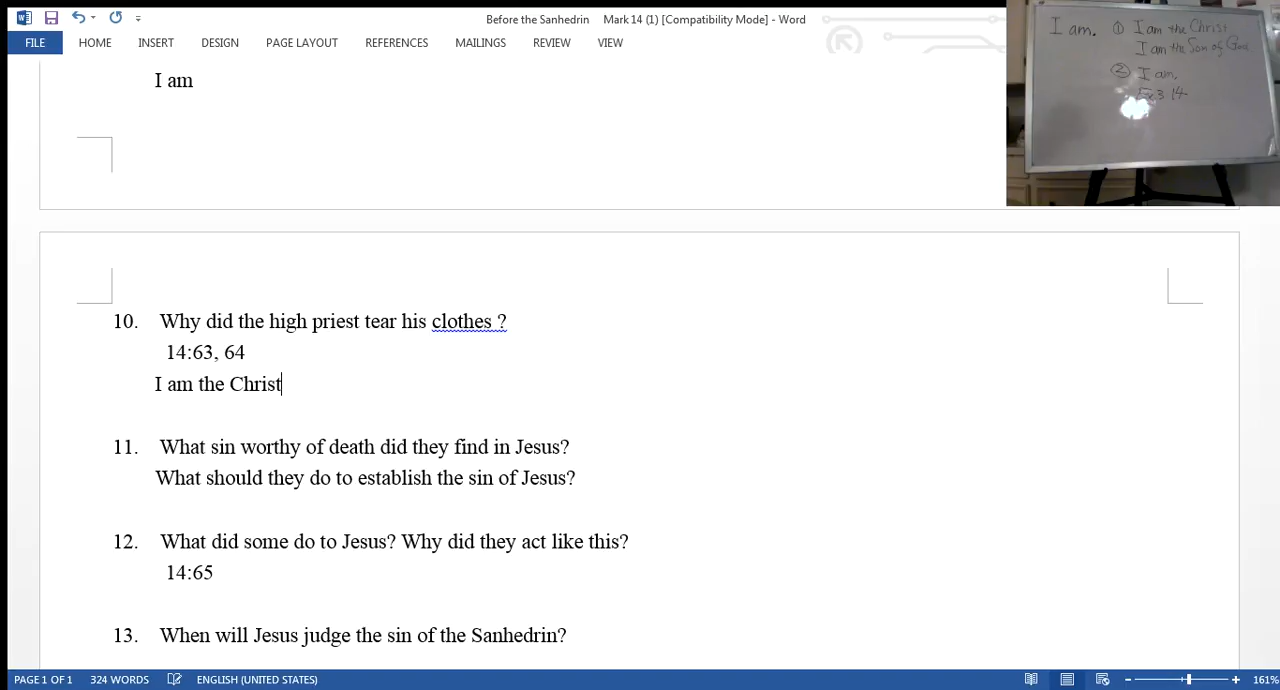 Before the Sanhedrin Mark 14 (1) [Compatibility Mode] - Word
FILE HOME INSERT DESIGN PAGE LAYOUT REFERENCES MAILINGS REVIEW VIEW
I am
I am. ① I am the Christ
I am the Son of God
② I am,
Ex3 14
10. Why did the high priest tear his clothes ?
14:63, 64
I am the Christ
11. What sin worthy of death did they find in Jesus?
What should they do to establish the sin of Jesus?
12. What did some do to Jesus? Why did they act like this?
14:65
13. When will Jesus judge the sin of the Sanhedrin?
PAGE 1 OF 1 324 WORDS ENGLISH (UNITED STATES) 161%